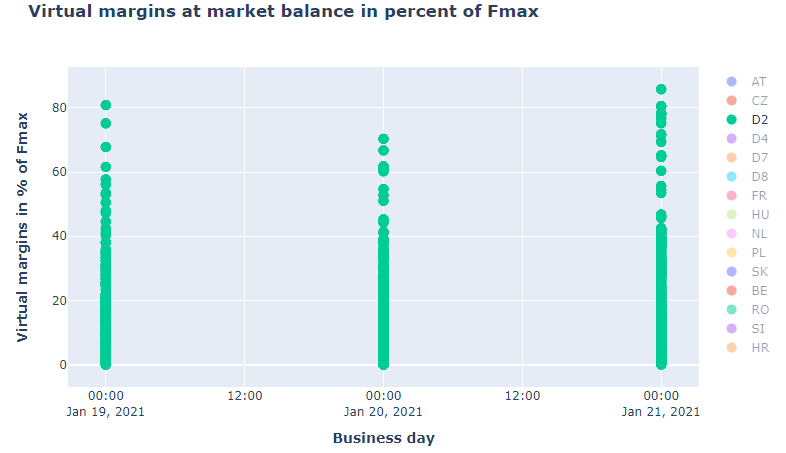 Virtual margins at market balance in percent of Fmax
Virtual margins in % of Fmax
80
60
40
20
0
00:00
Jan 19, 2021
12:00
00:00
Jan 20, 2021
12:00
00:00
Jan 21, 2021
Business day
AT
CZ
D2
D4
D7
D8
FR
HU
NL
PL
SK
BE
RO
SI
HR